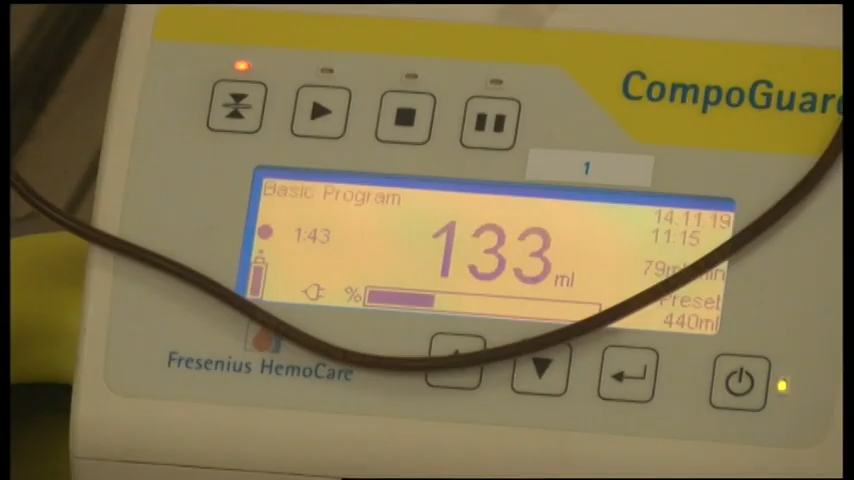 CompoGuard
1
Basic Program
14.11.19
1:43
133 ml
11:15
79ml/min
%
Preset
440ml
Fresenius HemoCare